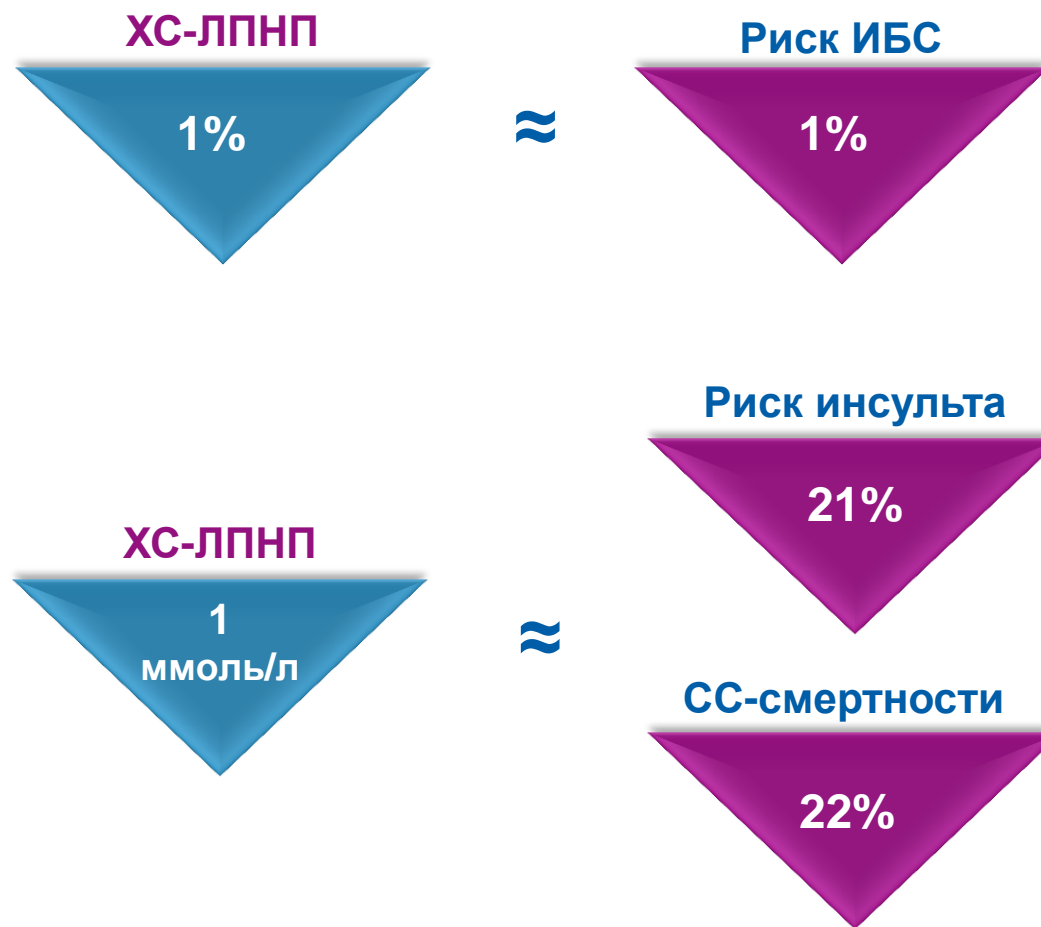 ХС-ЛПНП
1%
≈
Риск ИБС
1%
ХС-ЛПНП
1
ммоль/л
≈
Риск инсульта
21%
СС-смертности
22%